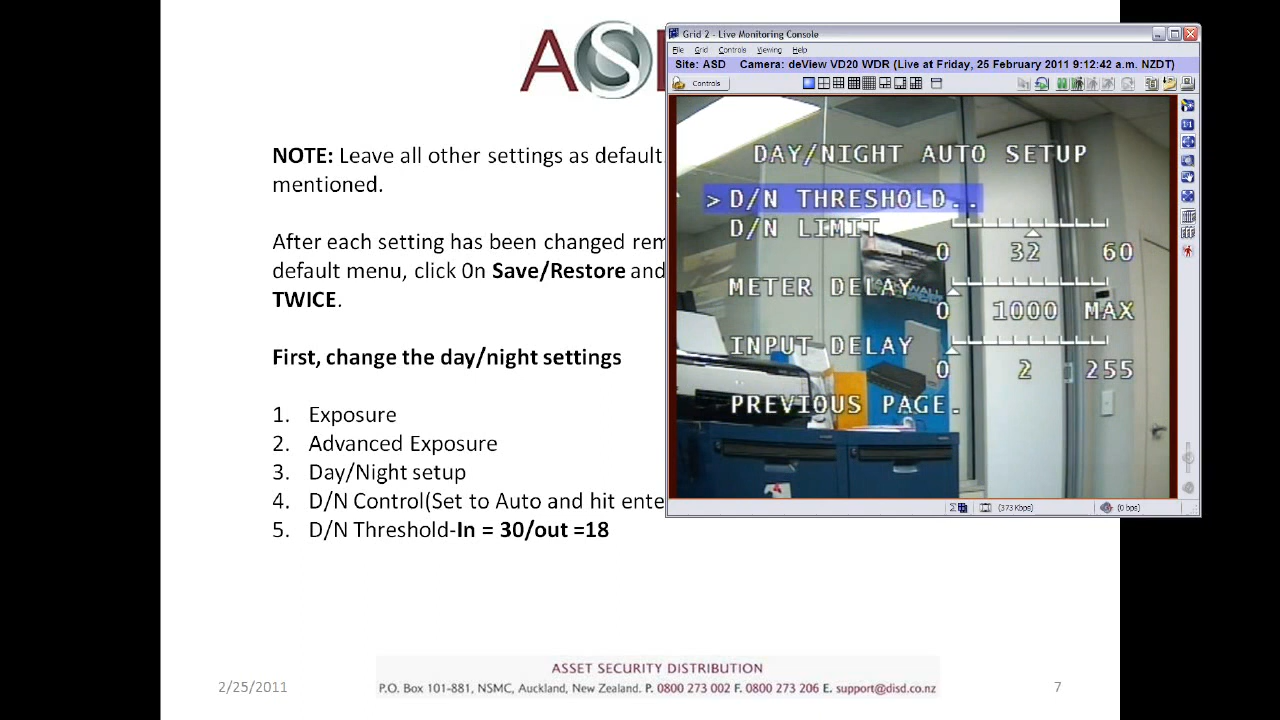 AS
NOTE: Leave all other settings as default
mentioned.
After each setting has been changed rem
default menu, click 0n Save/Restore and
TWICE.
First, change the day/night settings
1. Exposure
2. Advanced Exposure
3. Day/Night setup
4. D/N Control(Set to Auto and hit ente
5. D/N Threshold-In = 30/out =18
Grid 2 - Live Monitoring Console
File Grid Controls Viewing Help
Site: ASD Camera: deView VD20 WDR (Live at Friday, 25 February 2011 9:12:42 a.m. NZDT)
Controls
DAY/NIGHT AUTO SETUP
> D/N THRESHOLD..
D/N LIMIT
0 32 60
METER DELAY
0 1000 MAX
INPUT DELAY
0 2 255
PREVIOUS PAGE.
(373 Kbps) (0 bps)
ASSET SECURITY DISTRIBUTION
2/25/2011 P.O. Box 101-881, NSMC, Auckland, New Zealand. P. 0800 273 002 F. 0800 273 206 E. support@disd.co.nz 7